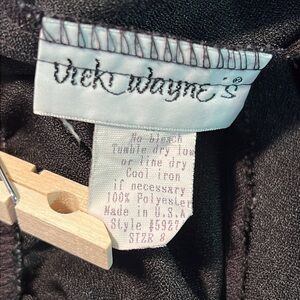 Vicki Wayne's®
No bleach
Tumble dry low
or line dry
Cool iron
if necessary
100% Polyester
Made in U.S.A
Style #5927
SIZE 8